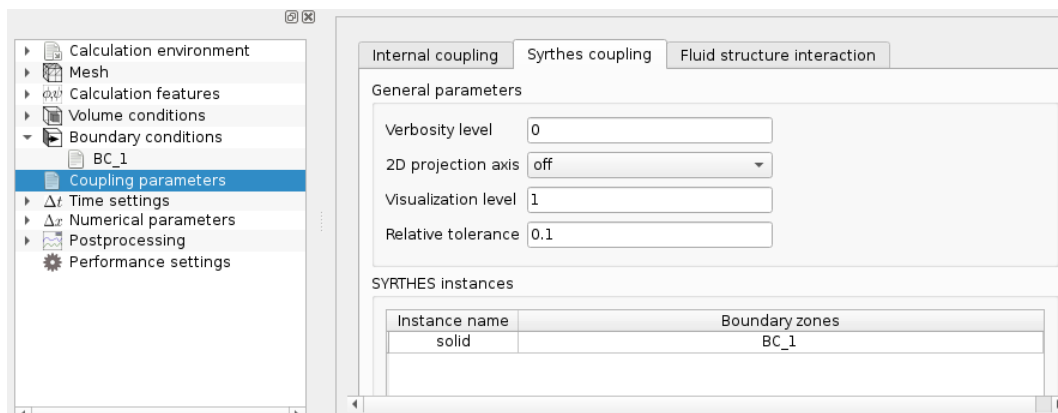 Calculation environment
Mesh
Calculation features
Volume conditions
Boundary conditions
BC_1
Coupling parameters
Δt Time settings
Δx Numerical parameters
Postprocessing
Performance settings
Internal coupling Syrthes coupling Fluid structure interaction
General parameters
Verbosity level 0
2D projection axis off
Visualization level 1
Relative tolerance 0.1
SYRTHES instances
Instance name Boundary zones
solid BC_1